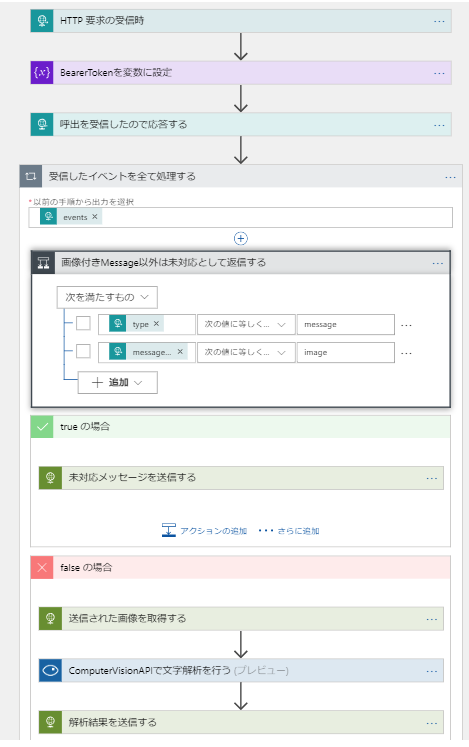 HTTP 要求の受信時
{x} BearerTokenを変数に設定
呼出を受信したので応答する
受信したイベントを全て処理する
*以前の手順から出力を選択
events ×
画像付きMessage以外は未対応として返信する
次を満たすもの
type × 次の値に等しく... message
message... × 次の値に等しく... image
追加
true の場合
未対応メッセージを送信する
アクションの追加 さらに追加
false の場合
送信された画像を取得する
ComputerVisionAPIで文字解析を行う (プレビュー)
解析結果を送信する